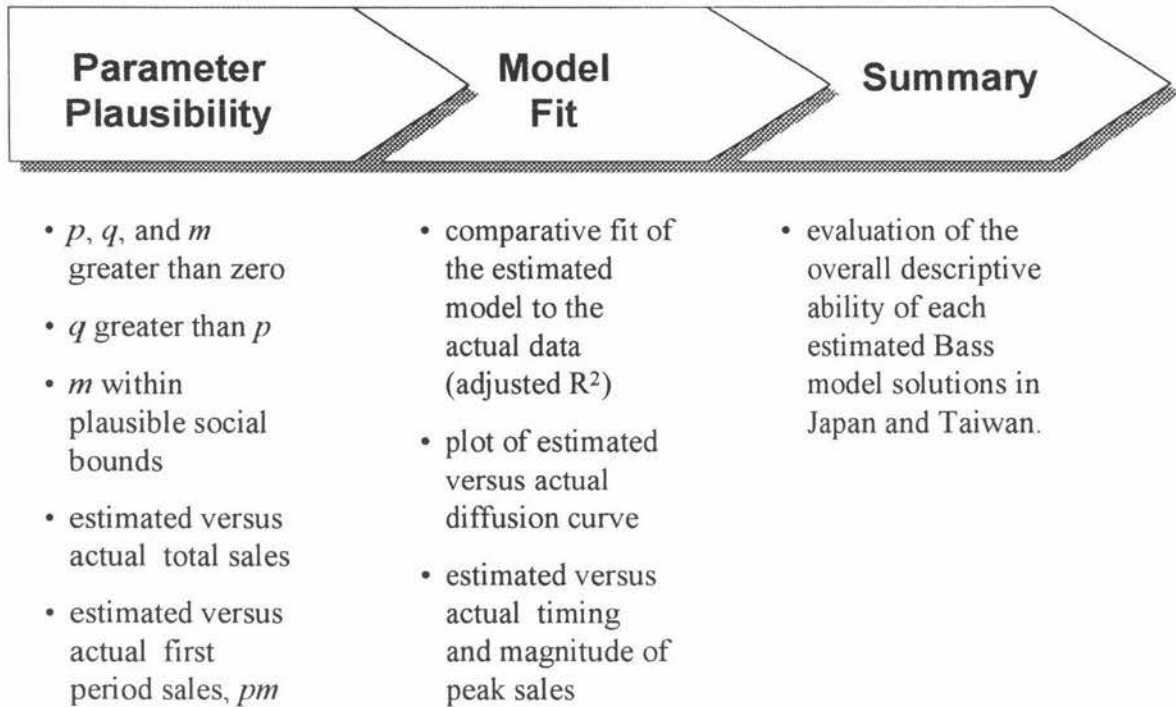 Parameter
Plausibility
Model
Fit
Summary
• p, q, and m
greater than zero
• q greater than p
• m within
plausible social
bounds
• estimated versus
actual total sales
• estimated versus
actual first
period sales, pm
• comparative fit of
the estimated
model to the
actual data
(adjusted R²)
• plot of estimated
versus actual
diffusion curve
• estimated versus
actual timing
and magnitude of
peak sales
• evaluation of the
overall descriptive
ability of each
estimated Bass
model solutions in
Japan and Taiwan.